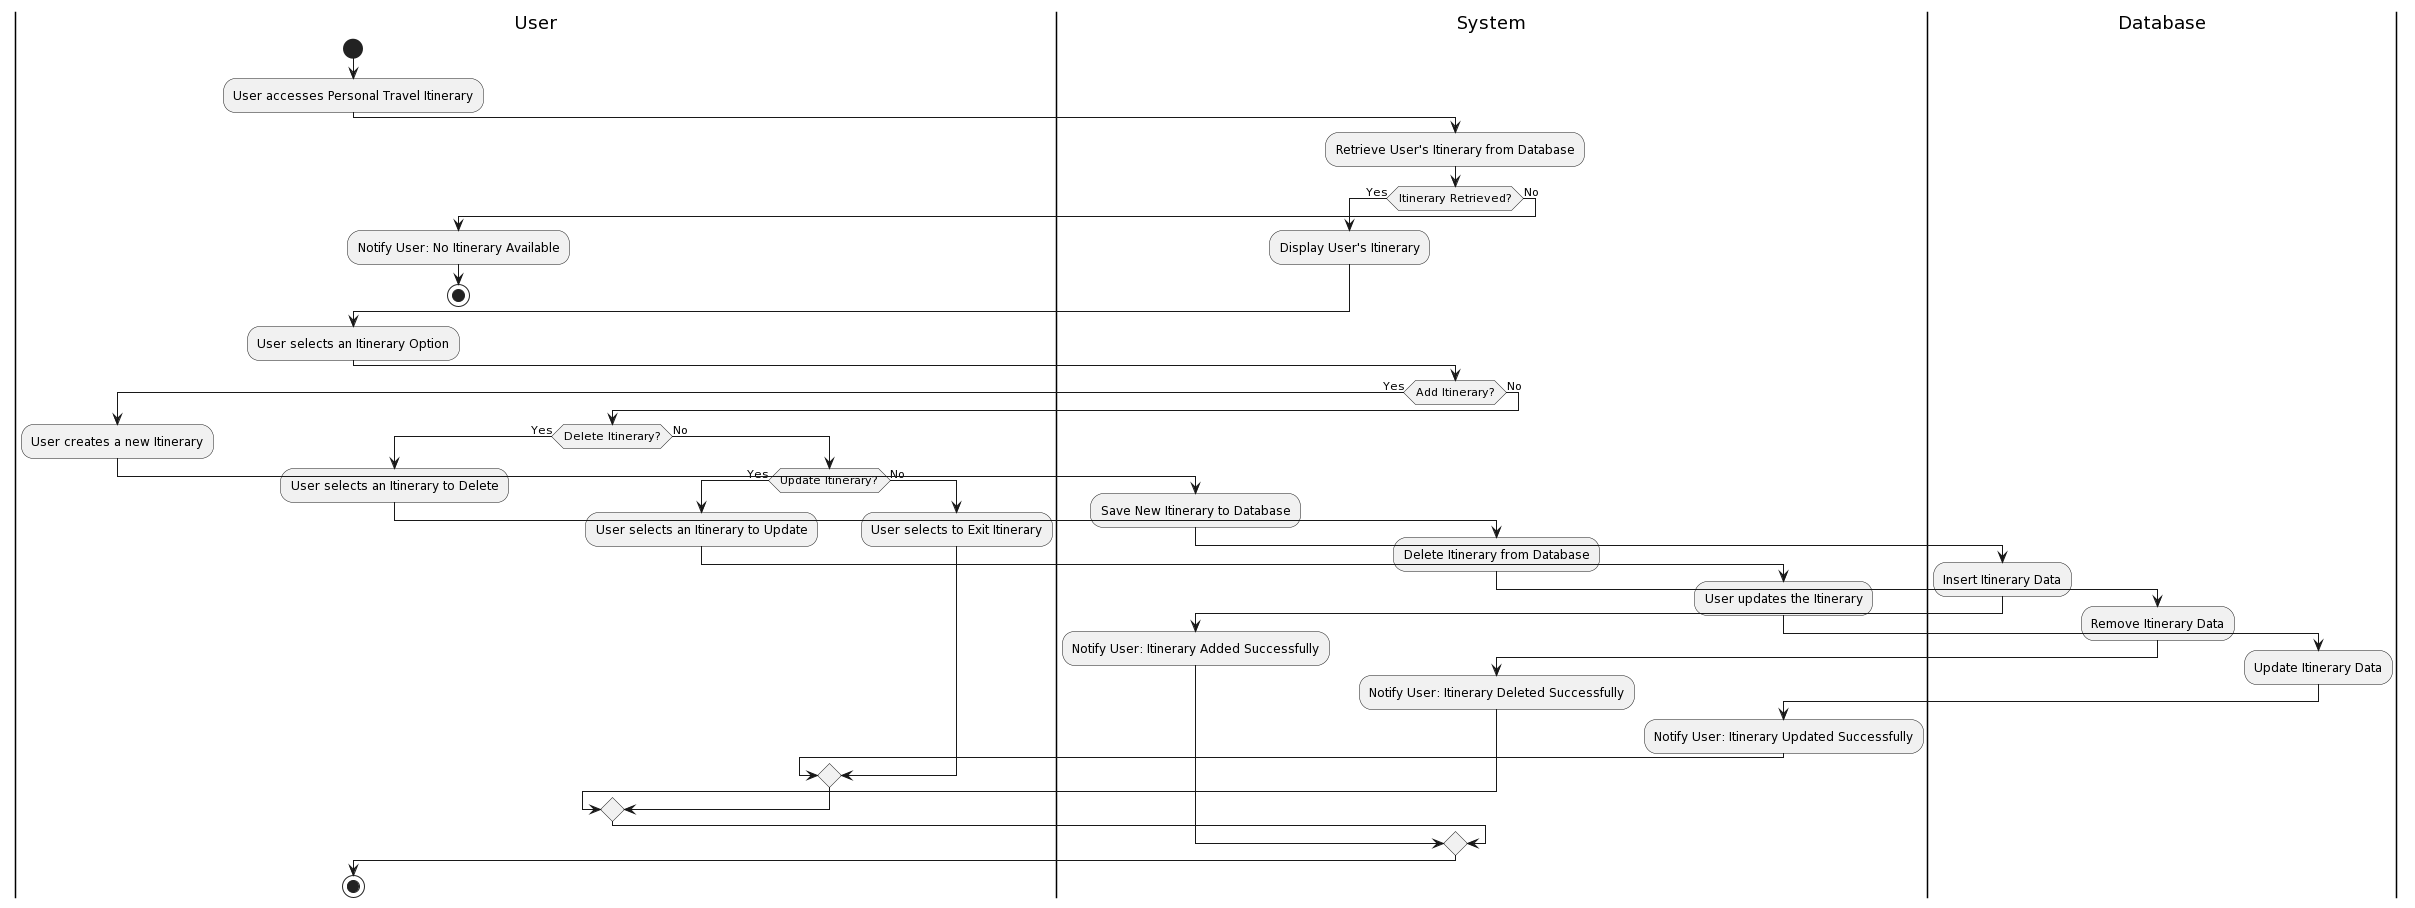 User
System
Database
User accesses Personal Travel Itinerary
Retrieve User's Itinerary from Database
Yes
Itinerary Retrieved?
No
Notify User: No Itinerary Available
Display User's Itinerary
User selects an Itinerary Option
Yes
Add Itinerary?
No
User creates a new Itinerary
Yes
Delete Itinerary?
No
User selects an Itinerary to Delete
Yes
Update Itinerary?
No
Save New Itinerary to Database
User selects an Itinerary to Update
User selects to Exit Itinerary
Delete Itinerary from Database
Insert Itinerary Data
User updates the Itinerary
Remove Itinerary Data
Notify User: Itinerary Added Successfully
Update Itinerary Data
Notify User: Itinerary Deleted Successfully
Notify User: Itinerary Updated Successfully